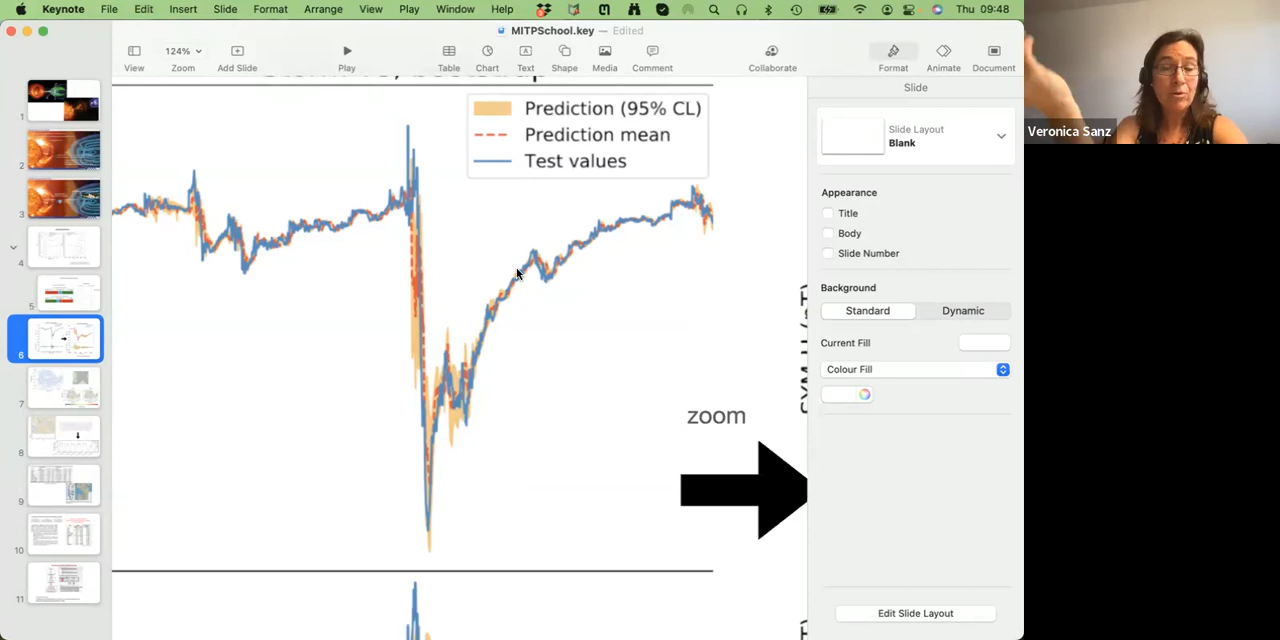 Keynote File Edit Insert Slide Format Arrange View Play Window Help Thu 09:48
MITPSchool.key — Edited
124%
View Zoom Add Slide Play Table Chart Text Shape Media Comment Collaborate Format Animate Document
Prediction (95% CL)
Prediction mean
Test values
zoom
1
2
3
4
5
6
7
8
9
10
11
Slide
Slide Layout
Blank
Appearance
Title
Body
Slide Number
Background
Standard Dynamic
Current Fill
Colour Fill
Edit Slide Layout
Veronica Sanz